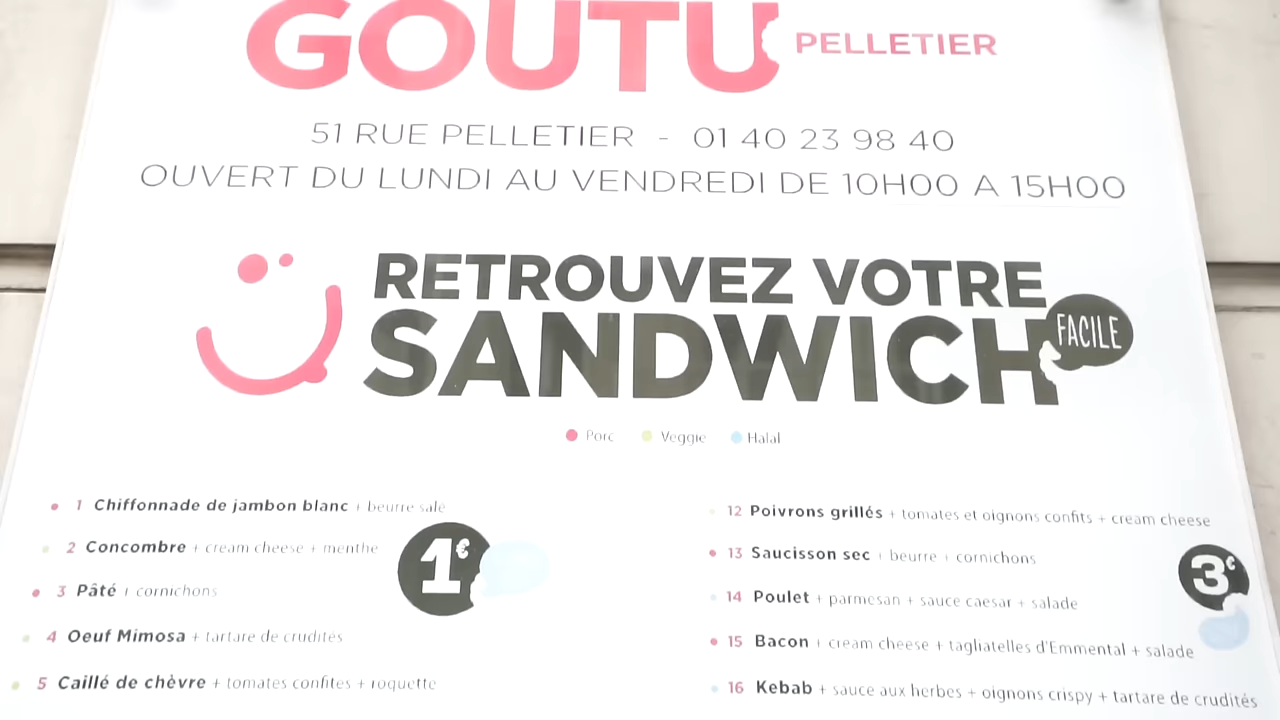 GOUTU PELLETIER
51 RUE PELLETIER - 01 40 23 98 40
OUVERT DU LUNDI AU VENDREDI DE 10H00 A 15H00
RETROUVEZ VOTRE
SANDWICH FACILE
Porc Veggie Halal
1 Chiffonnade de jambon blanc + beurre salé
2 Concombre + cream cheese + menthe
3 Pâté + cornichons
4 Oeuf Mimosa + tartare de crudités
5 Caillé de chèvre + tomates confites + roquette
1€
12 Poivrons grillés + tomates et oignons confits + cream cheese
13 Saucisson sec + beurre + cornichons
14 Poulet + parmesan + sauce caesar + salade
15 Bacon + cream cheese + tagliatelles d'Emmental + salade
16 Kebab + sauce aux herbes + oignons crispy + tartare de crudités
3€